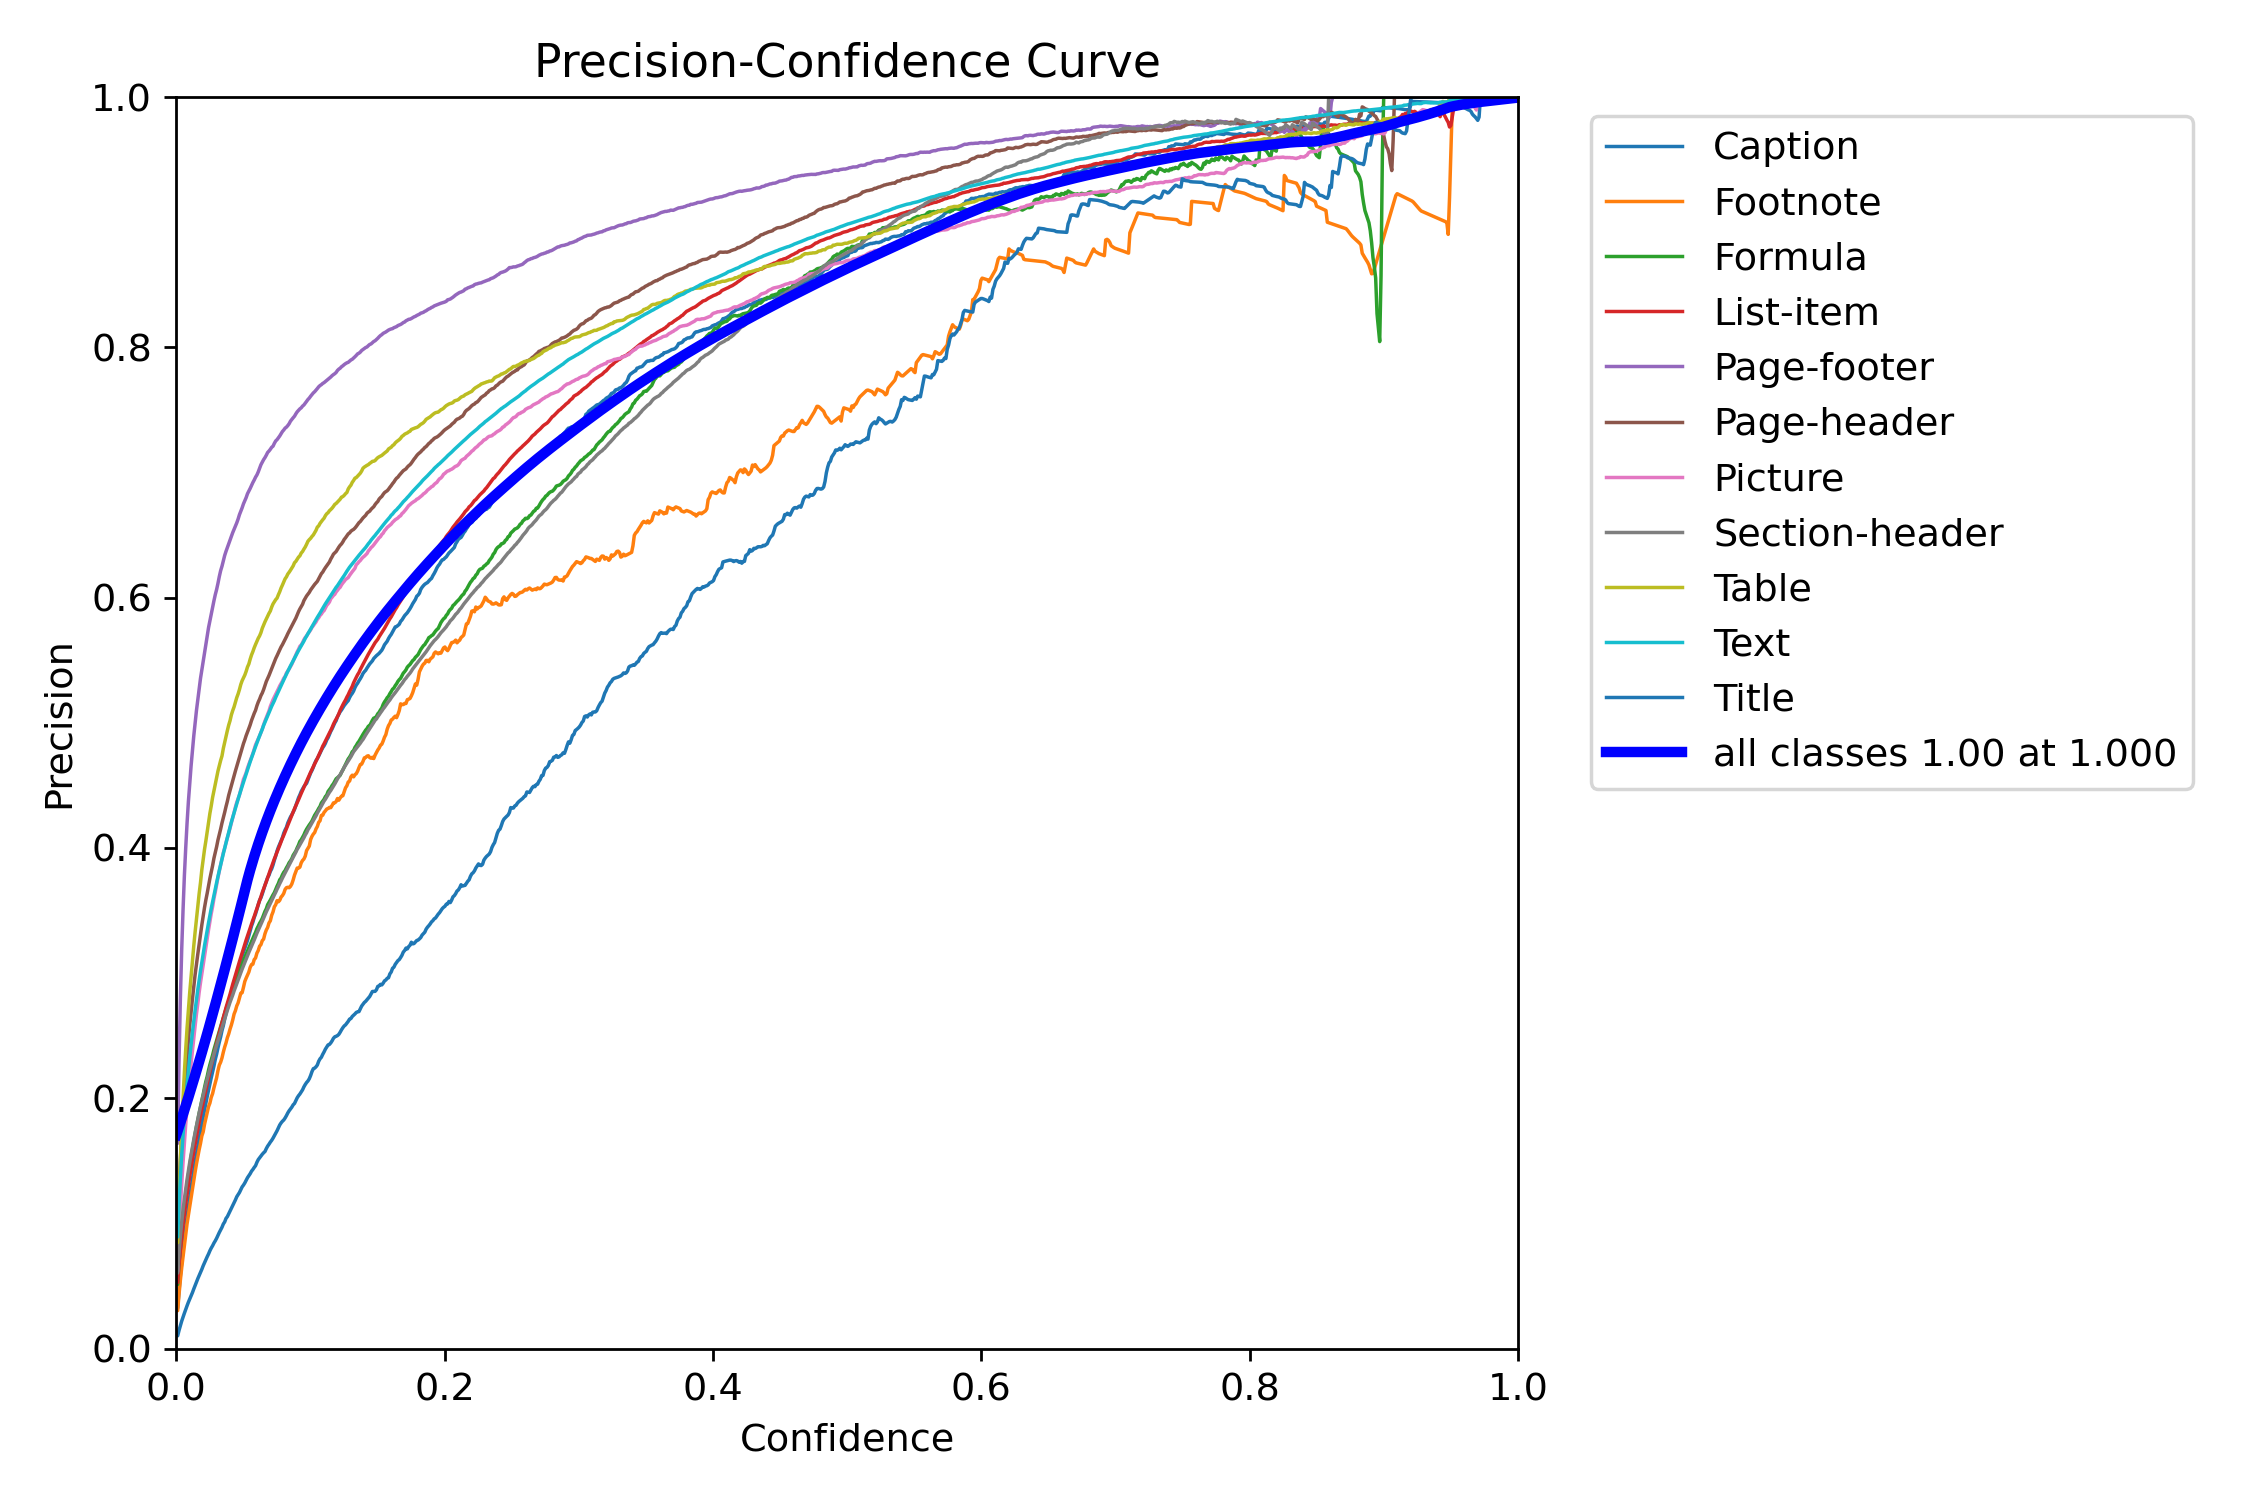 Precision-Confidence Curve
1.0
0.8
0.6
0.4
0.2
0.0
Precision
0.0 0.2 0.4 0.6 0.8 1.0
Confidence
Caption
Footnote
Formula
List-item
Page-footer
Page-header
Picture
Section-header
Table
Text
Title
all classes 1.00 at 1.000